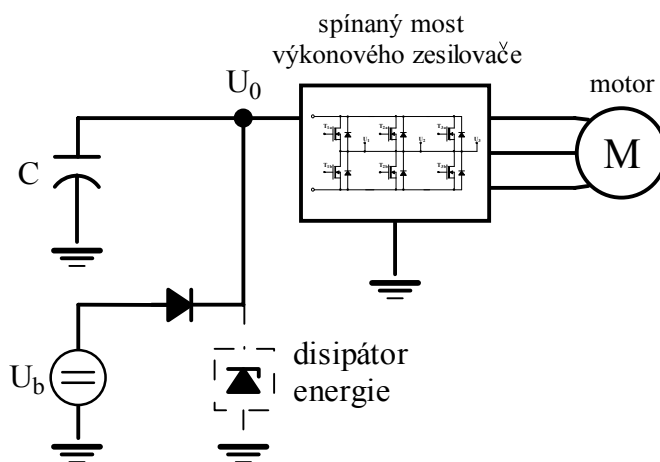 spínaný most
výkonového zesilovače
motor
U0
M
C
Ub
disipátor
energie